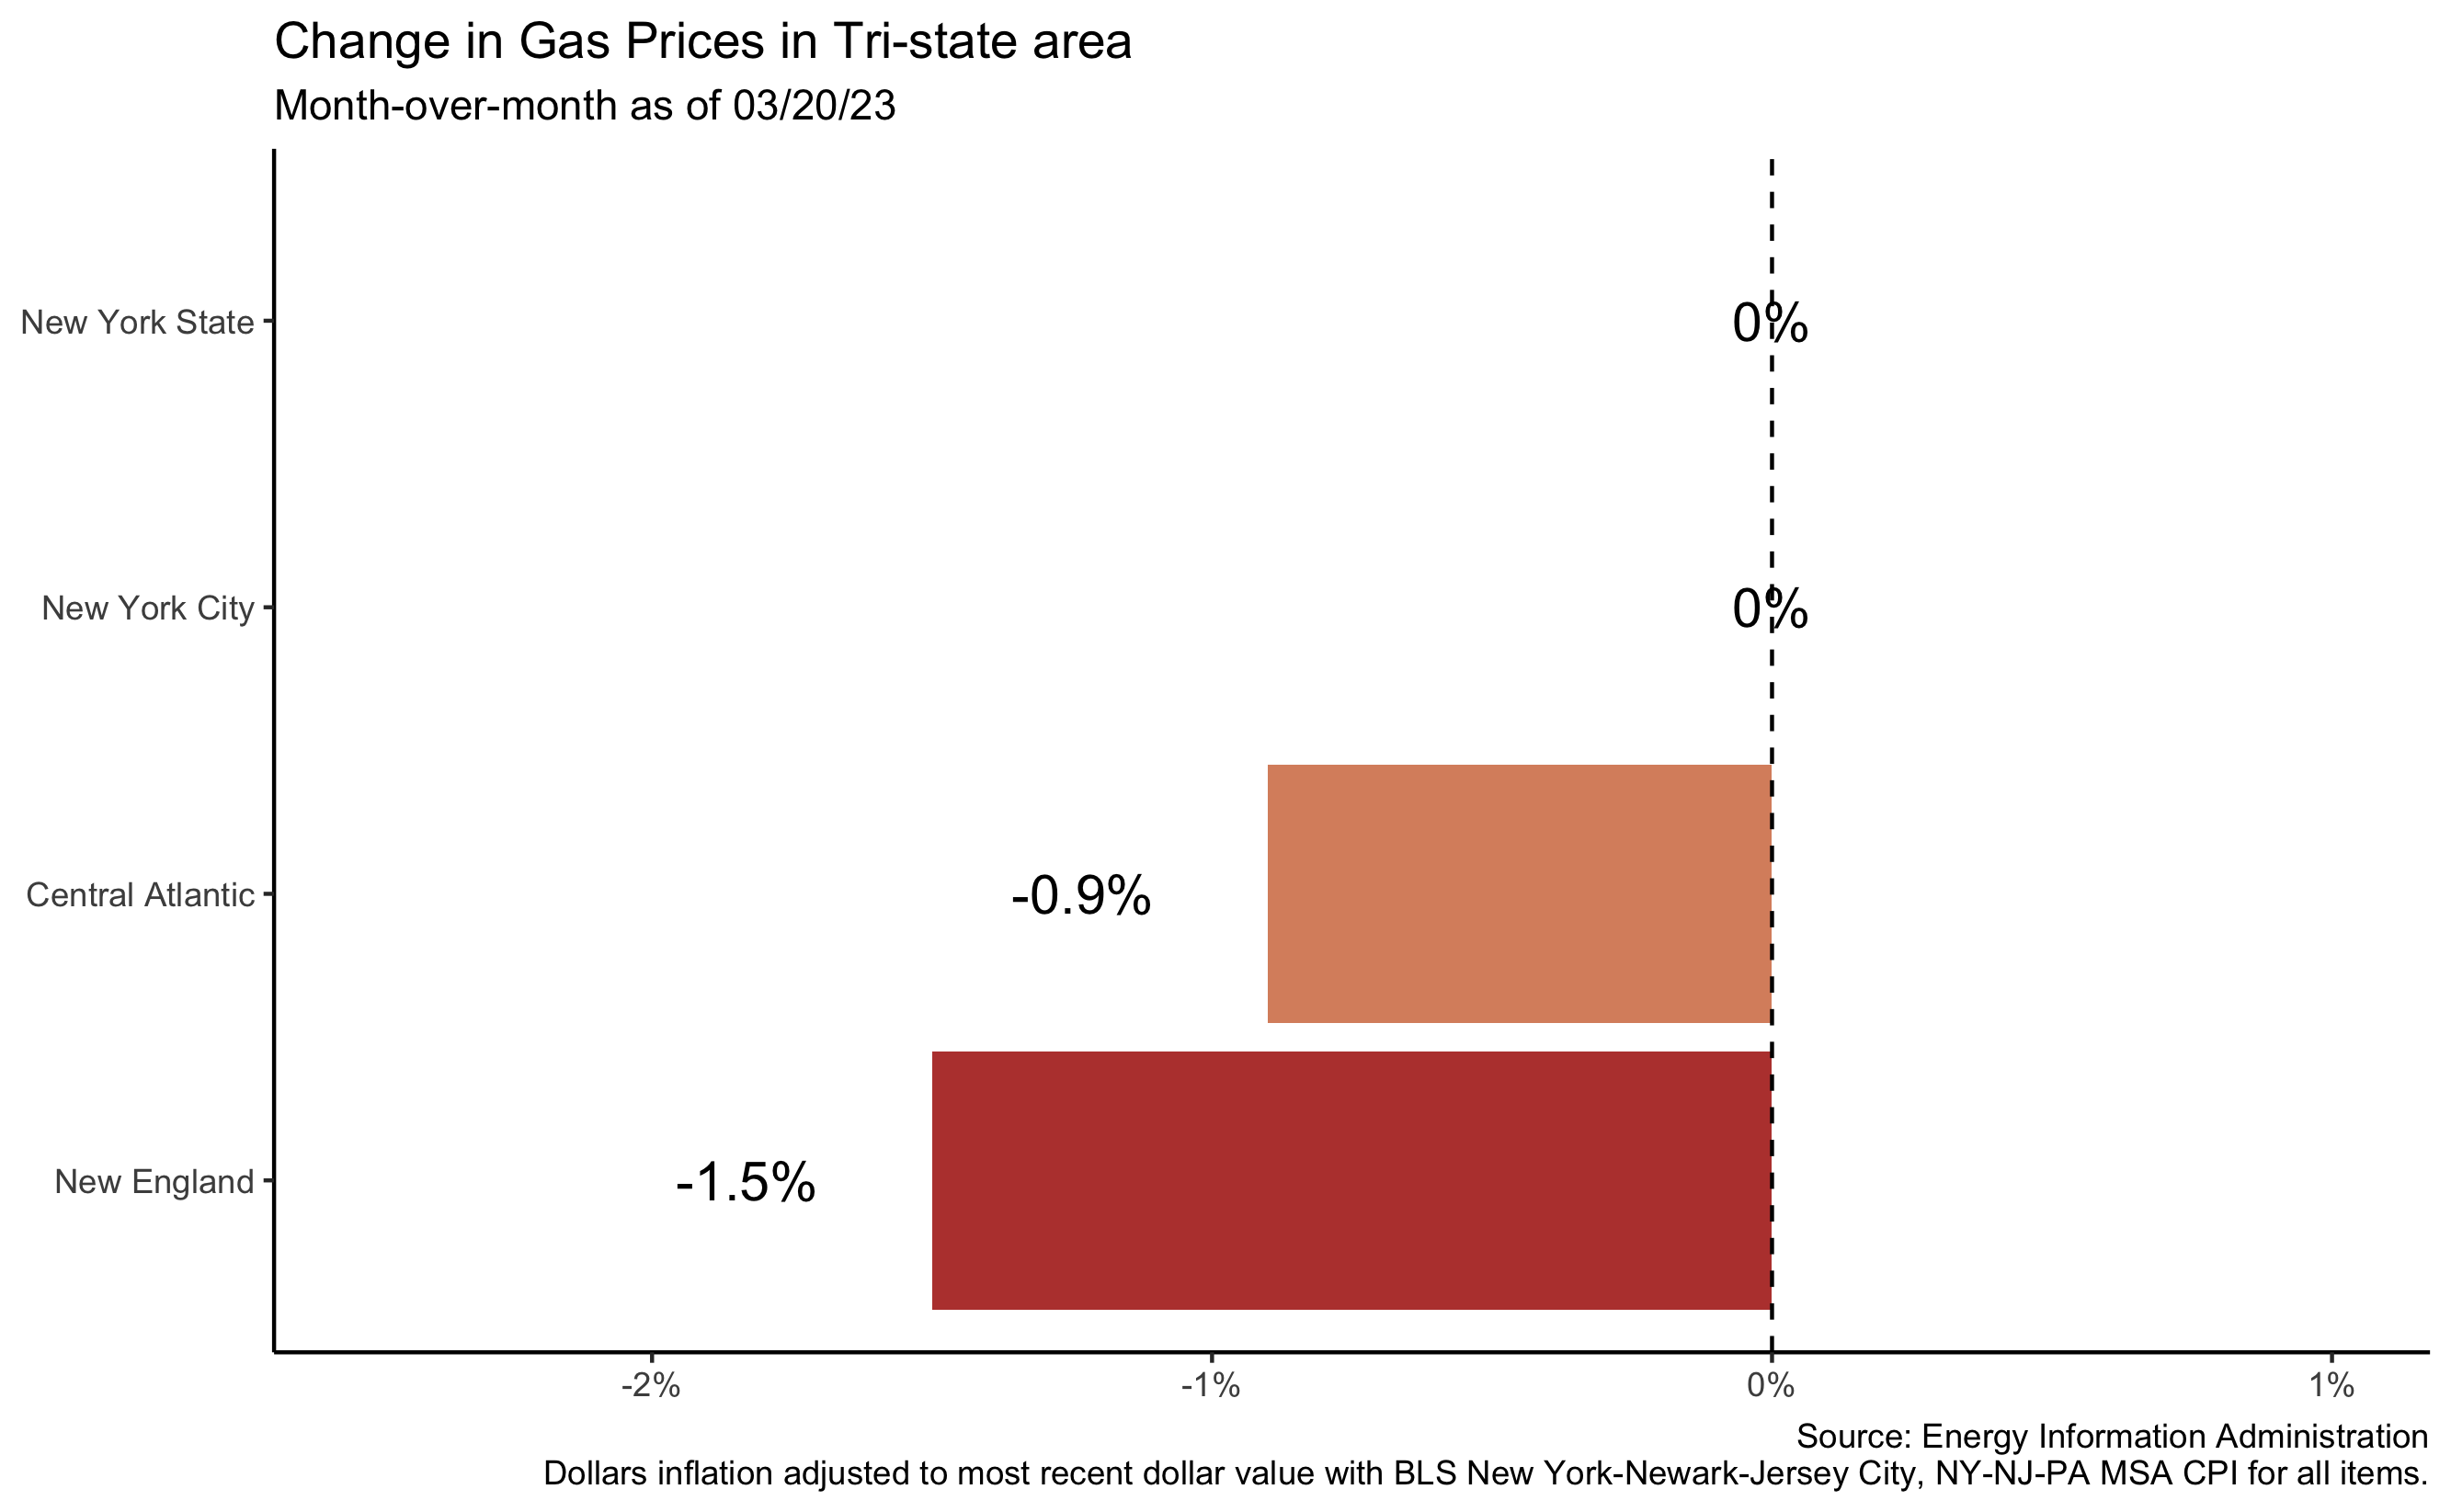 Change in Gas Prices in Tri-state area
Month-over-month as of 03/20/23
New York State
0%
New York City
0%
Central Atlantic
-0.9%
New England
-1.5%
-2%
-1%
0%
1%
Source: Energy Information Administration
Dollars inflation adjusted to most recent dollar value with BLS New York-Newark-Jersey City, NY-NJ-PA MSA CPI for all items.